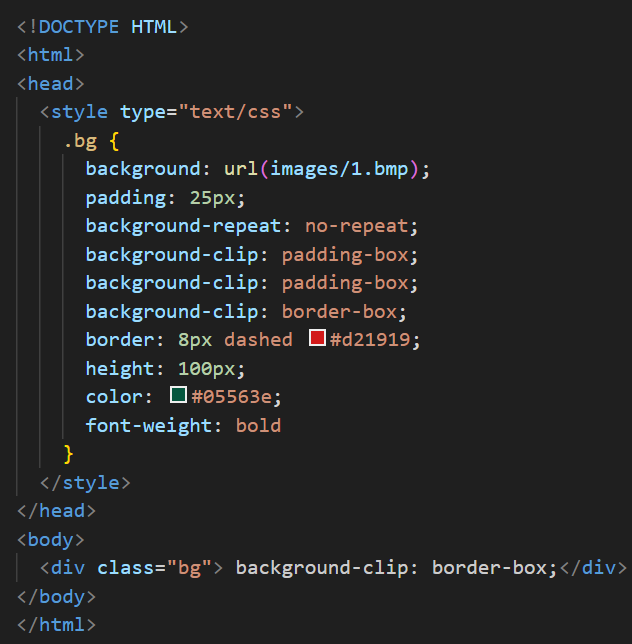 <!DOCTYPE HTML>
<html>
<head>
<style type="text/css">
.bg {
background: url(images/1.bmp);
padding: 25px;
background-repeat: no-repeat;
background-clip: padding-box;
background-clip: padding-box;
background-clip: border-box;
border: 8px dashed #d21919;
height: 100px;
color: #05563e;
font-weight: bold
}
</style>
</head>
<body>
<div class="bg"> background-clip: border-box;</div>
</body>
</html>